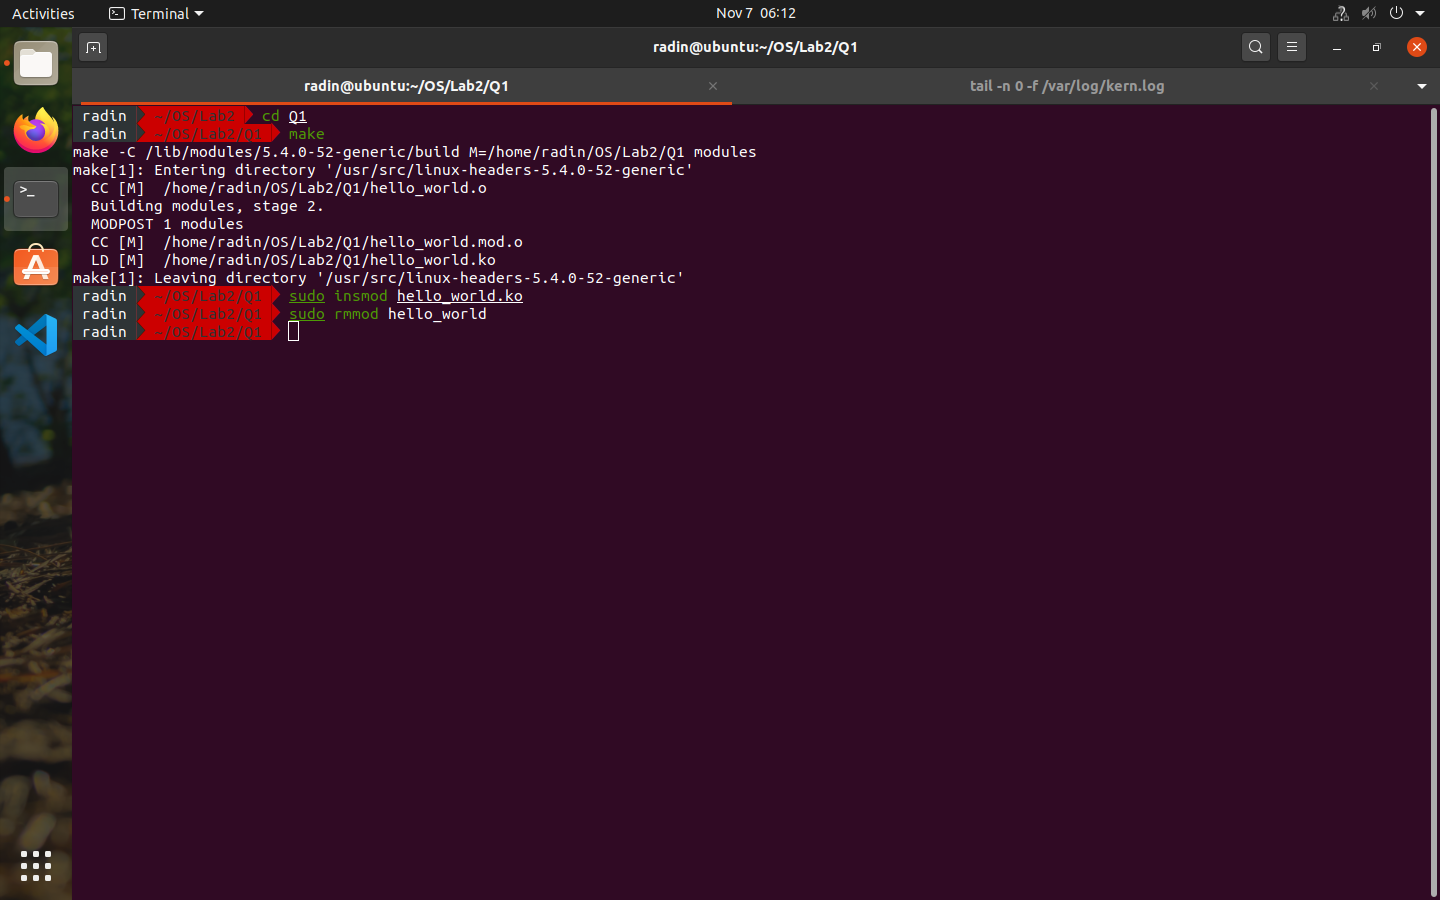 Activities
Terminal
Nov 7 06:12
radin@ubuntu:~/OS/Lab2/Q1
radin@ubuntu:~/OS/Lab2/Q1
tail -n 0 -f /var/log/kern.log
radin ~/OS/Lab2 cd Q1
radin ~/OS/Lab2/Q1 make
make -C /lib/modules/5.4.0-52-generic/build M=/home/radin/OS/Lab2/Q1 modules
make[1]: Entering directory '/usr/src/linux-headers-5.4.0-52-generic'
CC [M] /home/radin/OS/Lab2/Q1/hello_world.o
Building modules, stage 2.
MODPOST 1 modules
CC [M] /home/radin/OS/Lab2/Q1/hello_world.mod.o
LD [M] /home/radin/OS/Lab2/Q1/hello_world.ko
make[1]: Leaving directory '/usr/src/linux-headers-5.4.0-52-generic'
radin ~/OS/Lab2/Q1 sudo insmod hello_world.ko
radin ~/OS/Lab2/Q1 sudo rmmod hello_world
radin ~/OS/Lab2/Q1